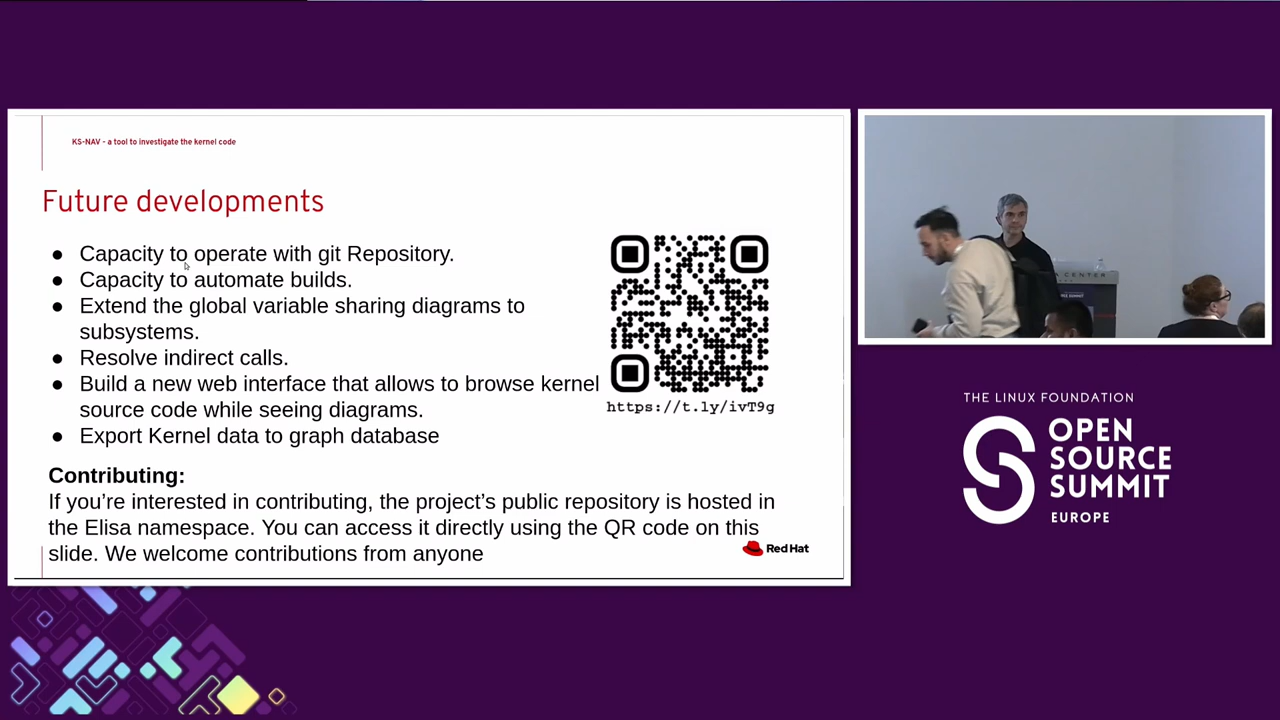 KS-NAV - a tool to investigate the kernel code
Future developments
● Capacity to operate with git Repository.
● Capacity to automate builds.
● Extend the global variable sharing diagrams to
subsystems.
● Resolve indirect calls.
● Build a new web interface that allows to browse kernel
source code while seeing diagrams.
● Export Kernel data to graph database
https://t.ly/ivT9g
Contributing:
If you’re interested in contributing, the project’s public repository is hosted in
the Elisa namespace. You can access it directly using the QR code on this
slide. We welcome contributions from anyone
Red Hat
CENTER
THE LINUX FOUNDATION
OPEN
SOURCE
SUMMIT
EUROPE